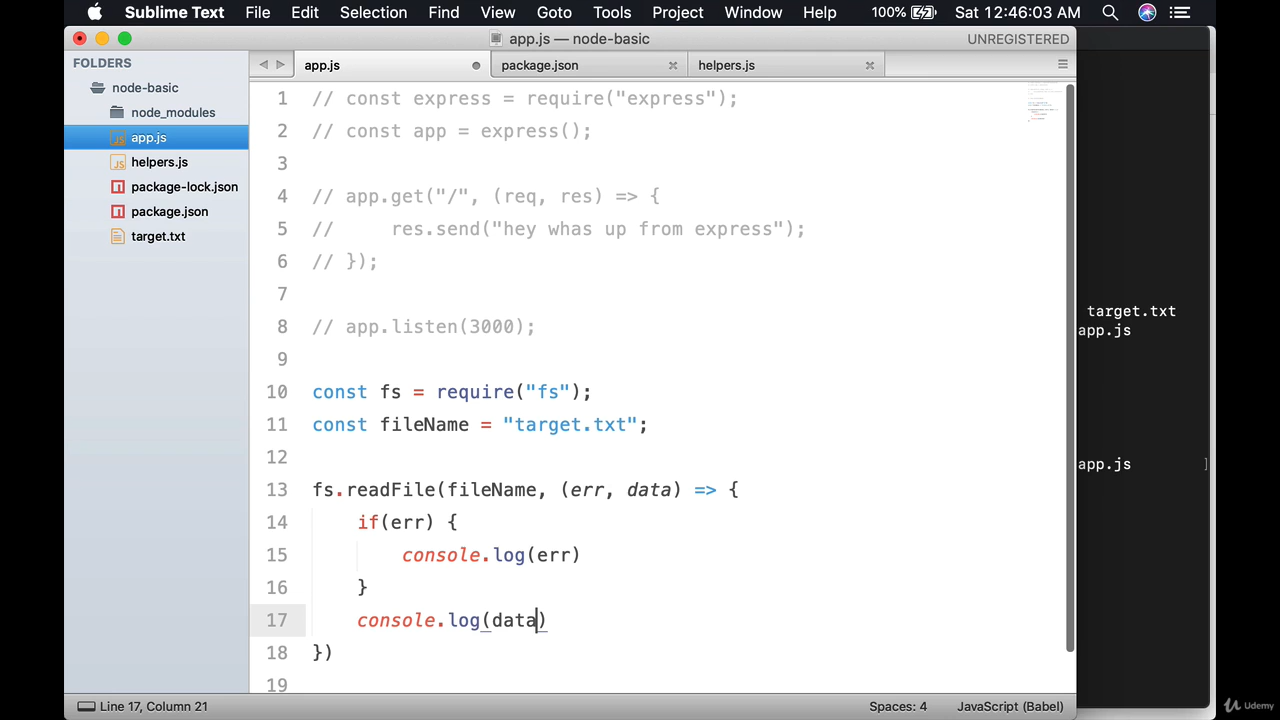 Sublime Text File Edit Selection Find View Goto Tools Project Window Help 100% Sat 12:46:03 AM
app.js — node-basic UNREGISTERED
FOLDERS
node-basic
node_modules
app.js
helpers.js
package-lock.json
package.json
target.txt
app.js package.json helpers.js
1 // const express = require("express");
2 // const app = express();
3
4 // app.get("/", (req, res) => {
5 //     res.send("hey whas up from express");
6 // });
7
8 // app.listen(3000);
9
10 const fs = require("fs");
11 const fileName = "target.txt";
12
13 fs.readFile(fileName, (err, data) => {
14     if(err) {
15         console.log(err)
16     }
17     console.log(data)
18 })
19
target.txt
app.js
app.js ]
Line 17, Column 21 Spaces: 4 JavaScript (Babel)
Udemy